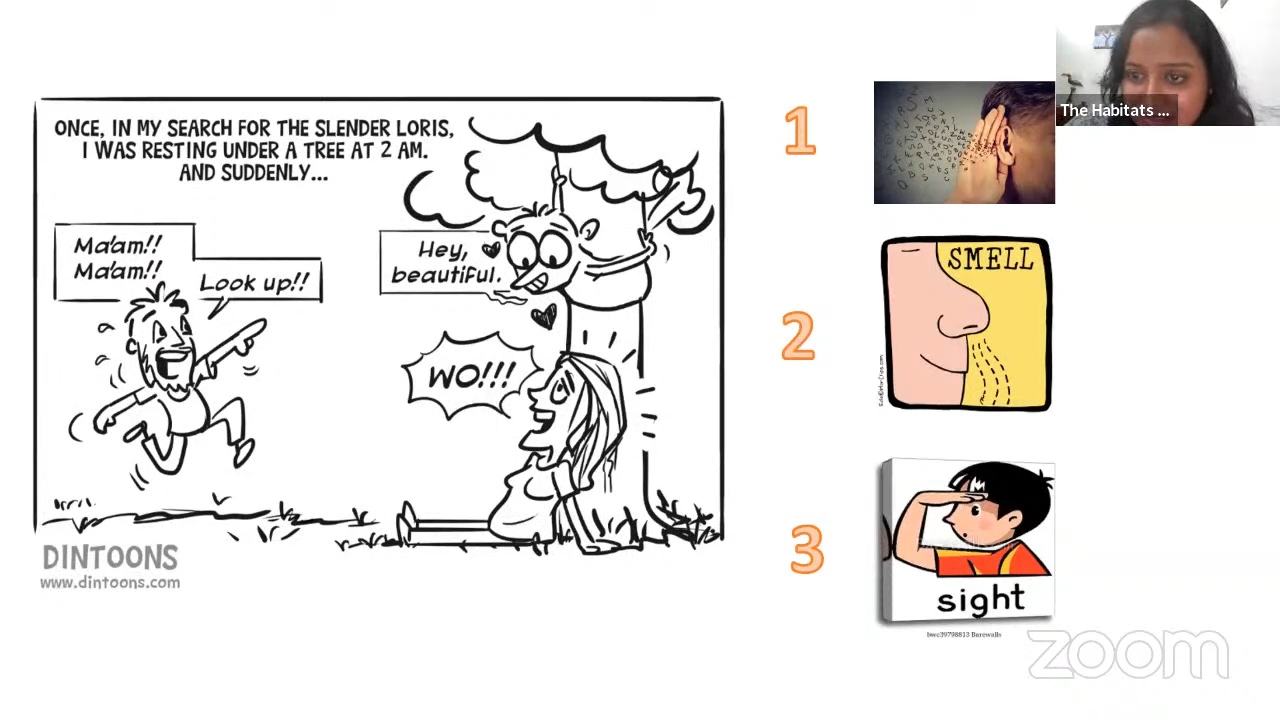 ONCE, IN MY SEARCH FOR THE SLENDER LORIS,
I WAS RESTING UNDER A TREE AT 2 AM.
AND SUDDENLY...
Ma'am!!
Ma'am!!
Look up!!
Hey,
beautiful.
WO!!!
DINTOONS
www.dintoons.com
1
2
SMELL
3
sight
bwc39798813 Barewalls
The Habitats ...
zoom